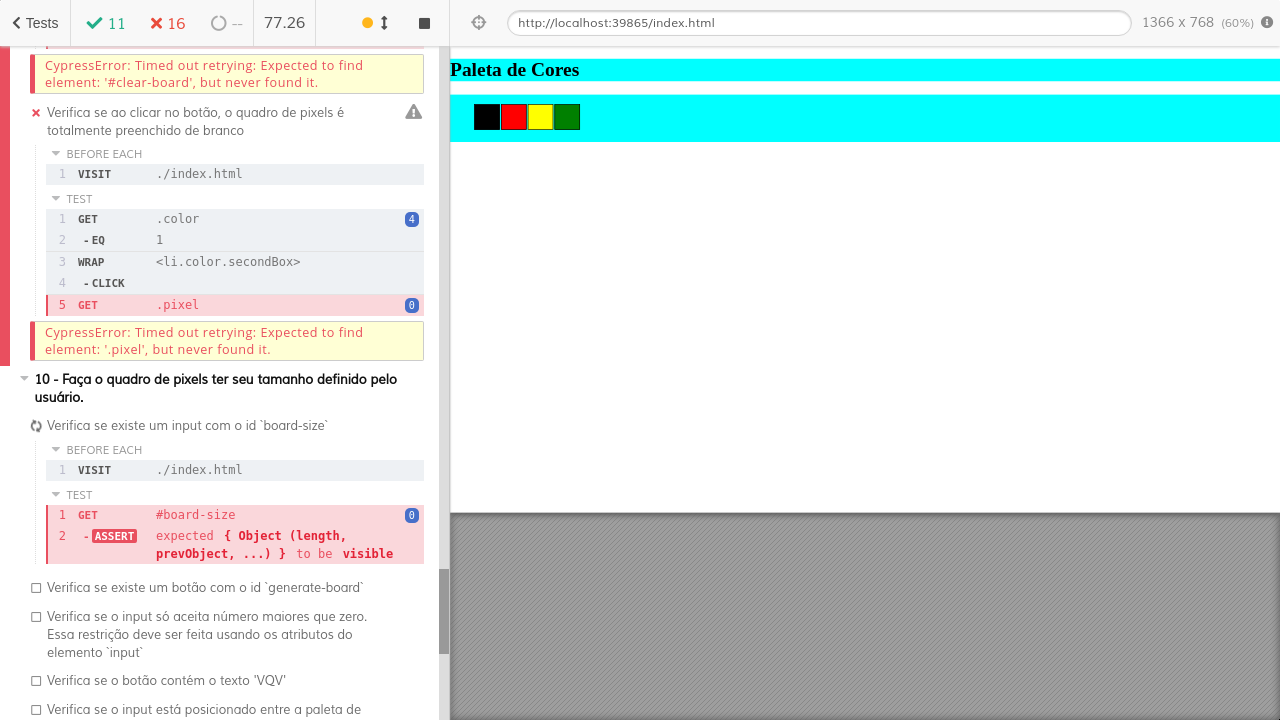 Tests
11
16
--
77.26
http://localhost:39865/index.html
1366 x 768 (60%)
CypressError: Timed out retrying: Expected to find
element: '#clear-board', but never found it.
Verifica se ao clicar no botão, o quadro de pixels é
totalmente preenchido de branco
BEFORE EACH
1 VISIT ./index.html
TEST
1 GET .color 4
2 - EQ 1
3 WRAP <li.color.secondBox>
4 - CLICK
5 GET .pixel 0
CypressError: Timed out retrying: Expected to find
element: '.pixel', but never found it.
10 - Faça o quadro de pixels ter seu tamanho definido pelo
usuário.
Verifica se existe um input com o id `board-size`
BEFORE EACH
1 VISIT ./index.html
TEST
1 GET #board-size 0
2 - ASSERT expected { Object (length,
prevObject, ...) } to be visible
Verifica se existe um botão com o id `generate-board`
Verifica se o input só aceita número maiores que zero.
Essa restrição deve ser feita usando os atributos do
elemento `input`
Verifica se o botão contém o texto 'VQV'
Verifica se o input está posicionado entre a paleta de
Paleta de Cores